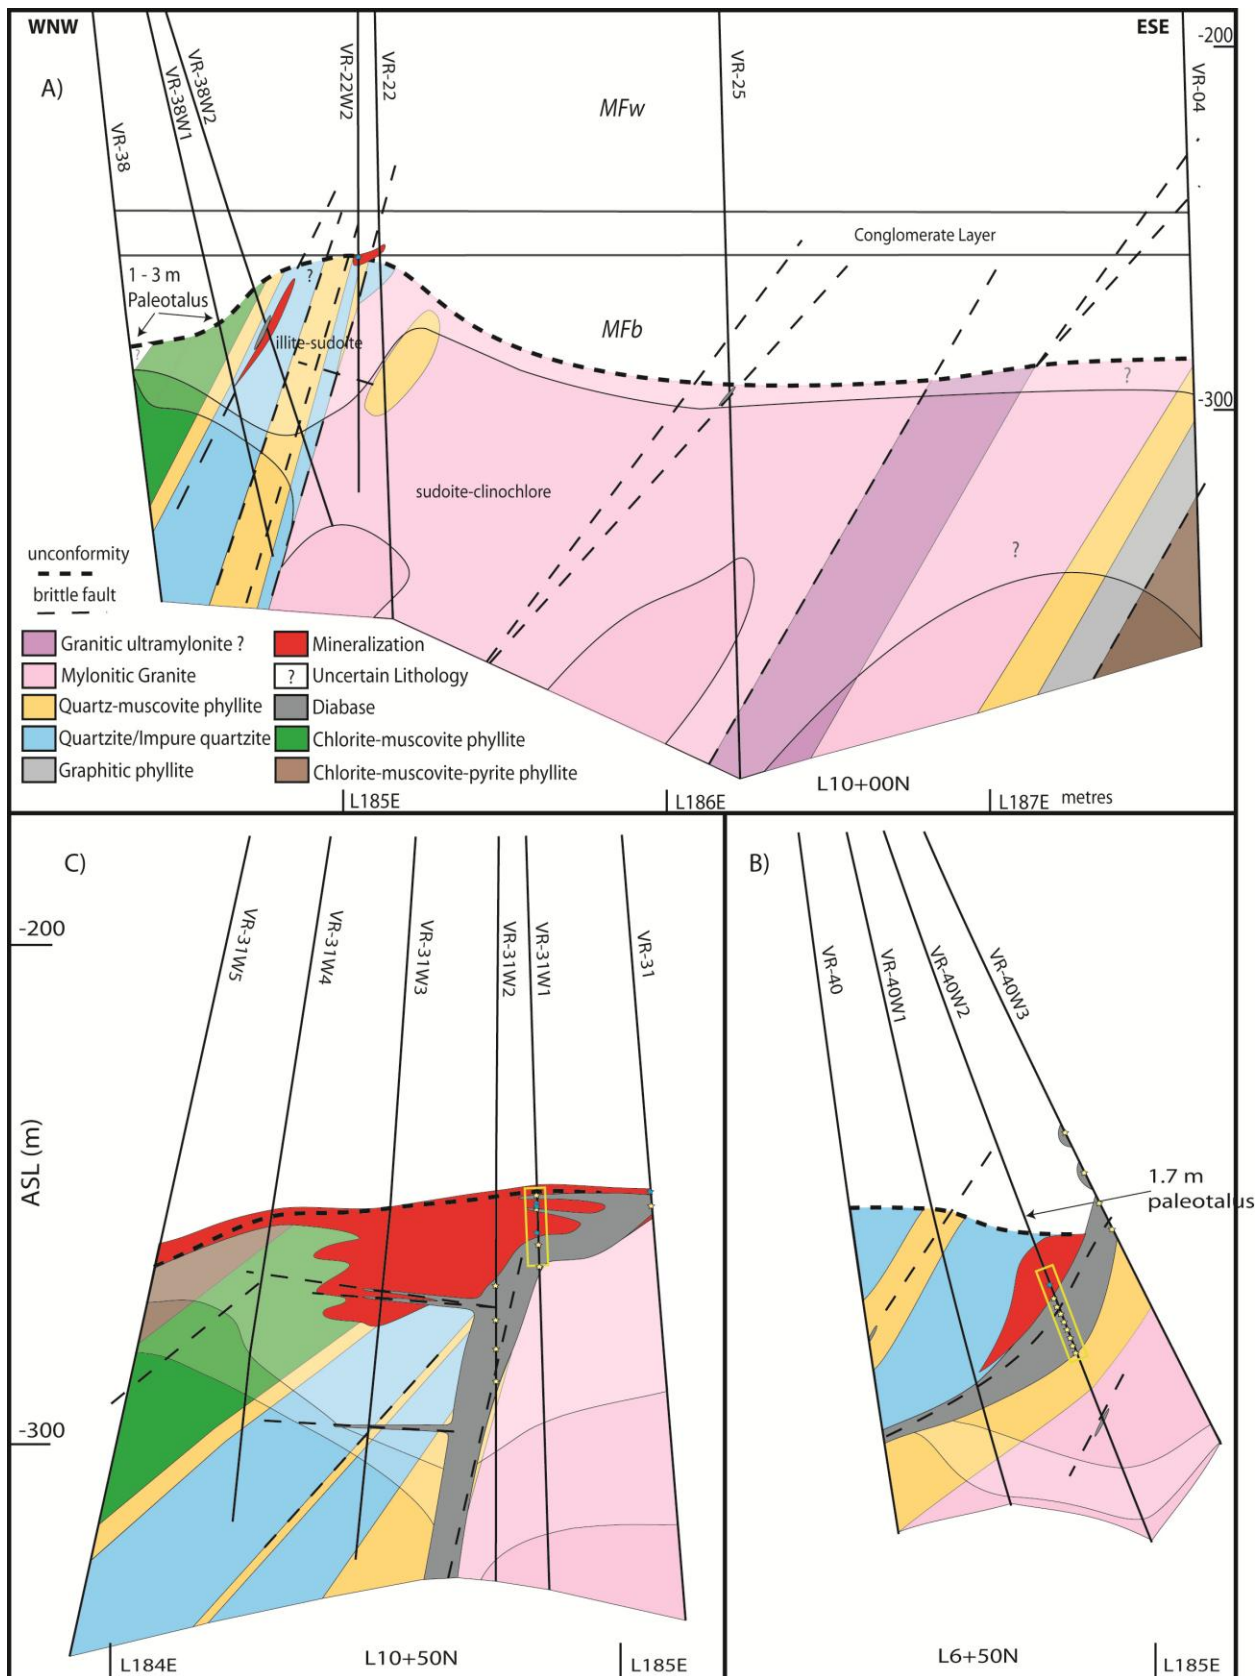 WNW
ESE
-200
A)
VR-38
VR-38W1
VR-38W2
VR-22W2
VR-22
VR-25
VR-04
MFw
Conglomerate Layer
1 - 3 m
Paleotalus
?
?
illite-sudoite
MFb
?
-300
sudoite-clinochlore
?
unconformity
brittle fault
Granitic ultramylonite ?
Mylonitic Granite
Quartz-muscovite phyllite
Quartzite/Impure quartzite
Graphitic phyllite
Mineralization
? Uncertain Lithology
Diabase
Chlorite-muscovite phyllite
Chlorite-muscovite-pyrite phyllite
L185E
L186E
L10+00N
L187E
metres
C)
-200
VR-31W5
VR-31W4
VR-31W3
VR-31W2
VR-31W1
VR-31
ASL (m)
-300
L184E
L10+50N
L185E
B)
VR-40
VR-40W1
VR-40W2
VR-40W3
1.7 m
paleotalus
L6+50N
L185E